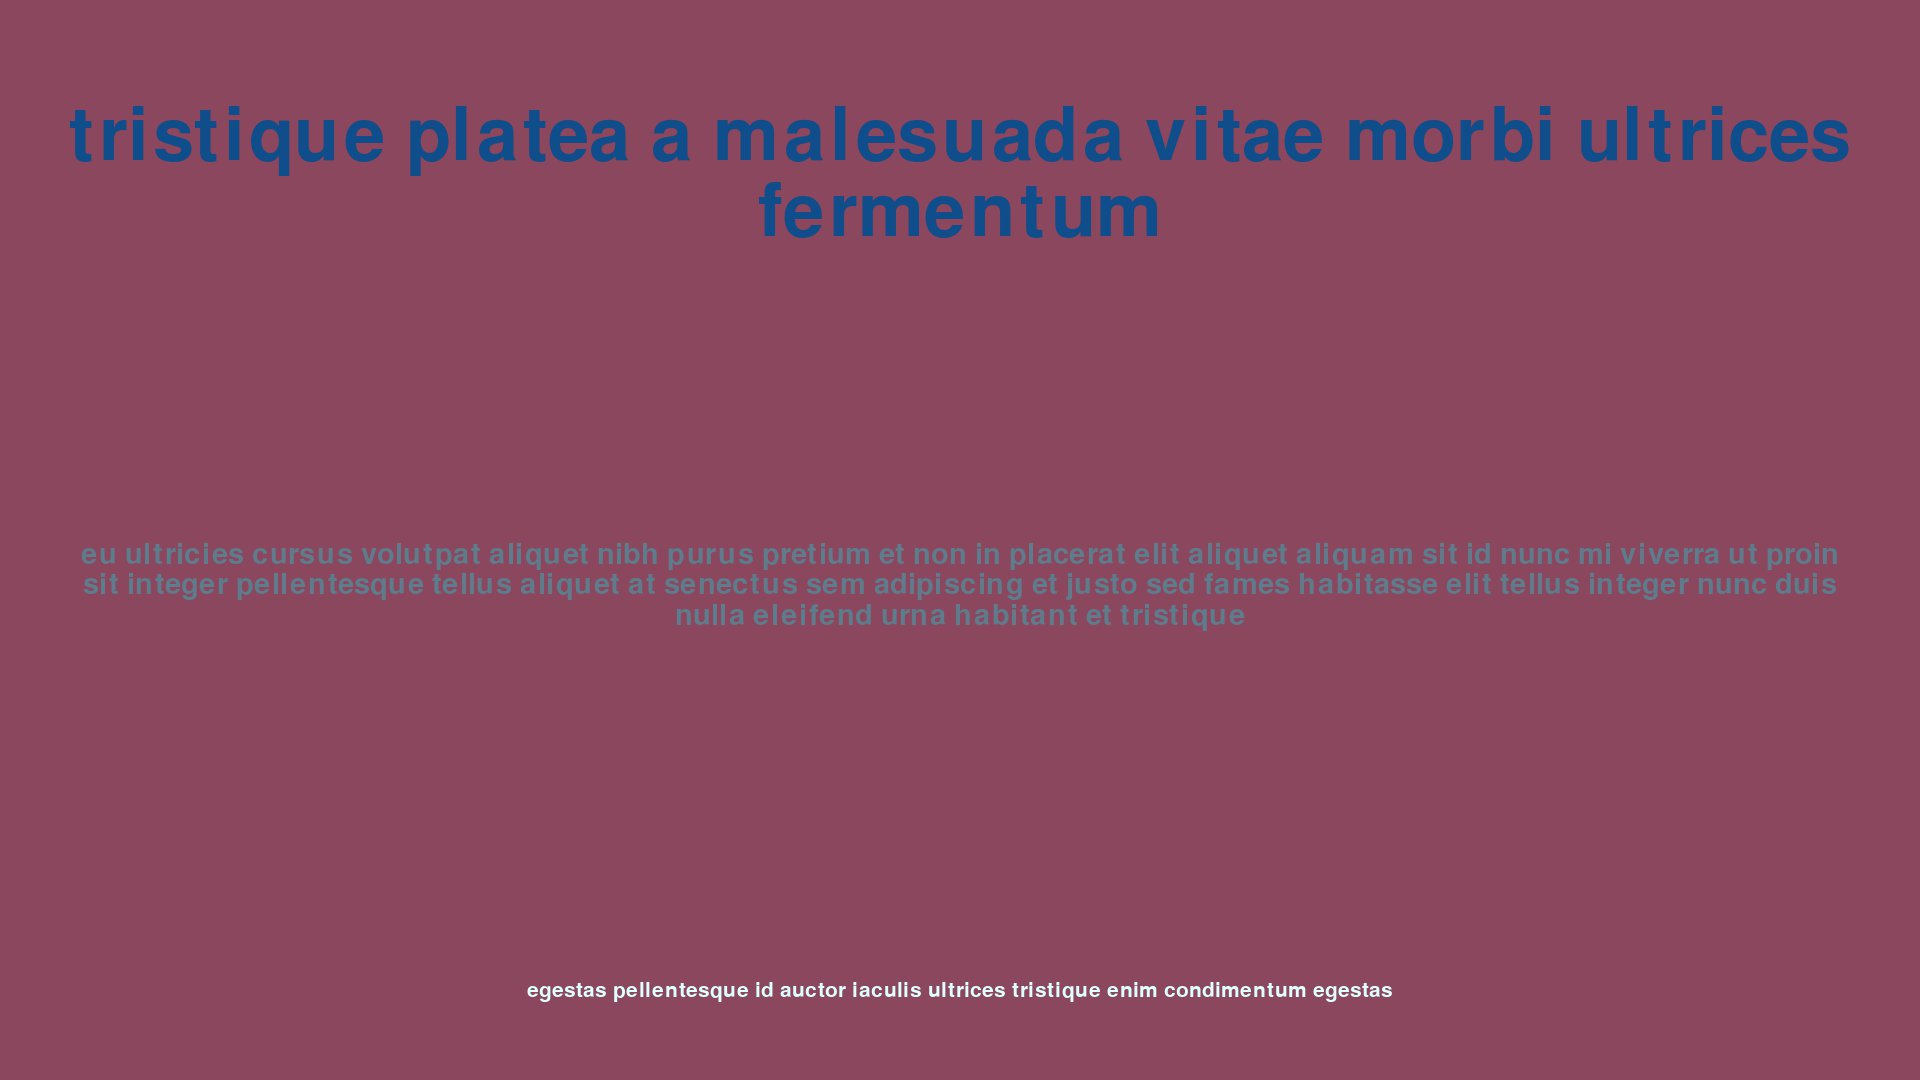 tristique platea a malesuada vitae morbi ultrices
fermentum
eu ultricies cursus volutpat aliquet nibh purus pretium et non in placerat elit aliquet aliquam sit id nunc mi viverra ut proin
sit integer pellentesque tellus aliquet at senectus sem adipiscing et justo sed fames habitasse elit tellus integer nunc duis
nulla eleifend urna habitant et tristique
egestas pellentesque id auctor iaculis ultrices tristique enim condimentum egestas